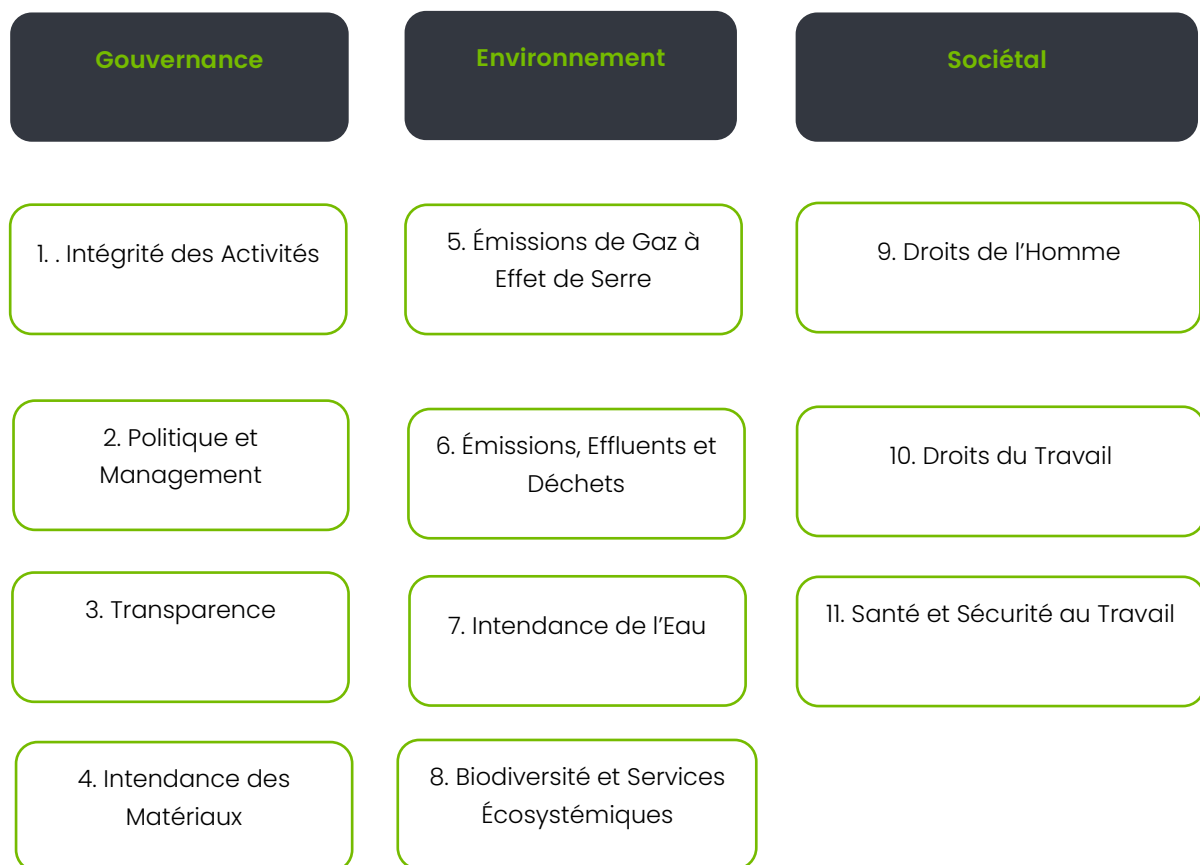 Gouvernance
Environnement
Sociétal
1. . Intégrité des Activités
5. Émissions de Gaz à
Effet de Serre
9. Droits de l’Homme
2. Politique et
Management
6. Émissions, Effluents et
Déchets
10. Droits du Travail
3. Transparence
7. Intendance de l’Eau
11. Santé et Sécurité au Travail
4. Intendance des
Matériaux
8. Biodiversité et Services
Écosystémiques